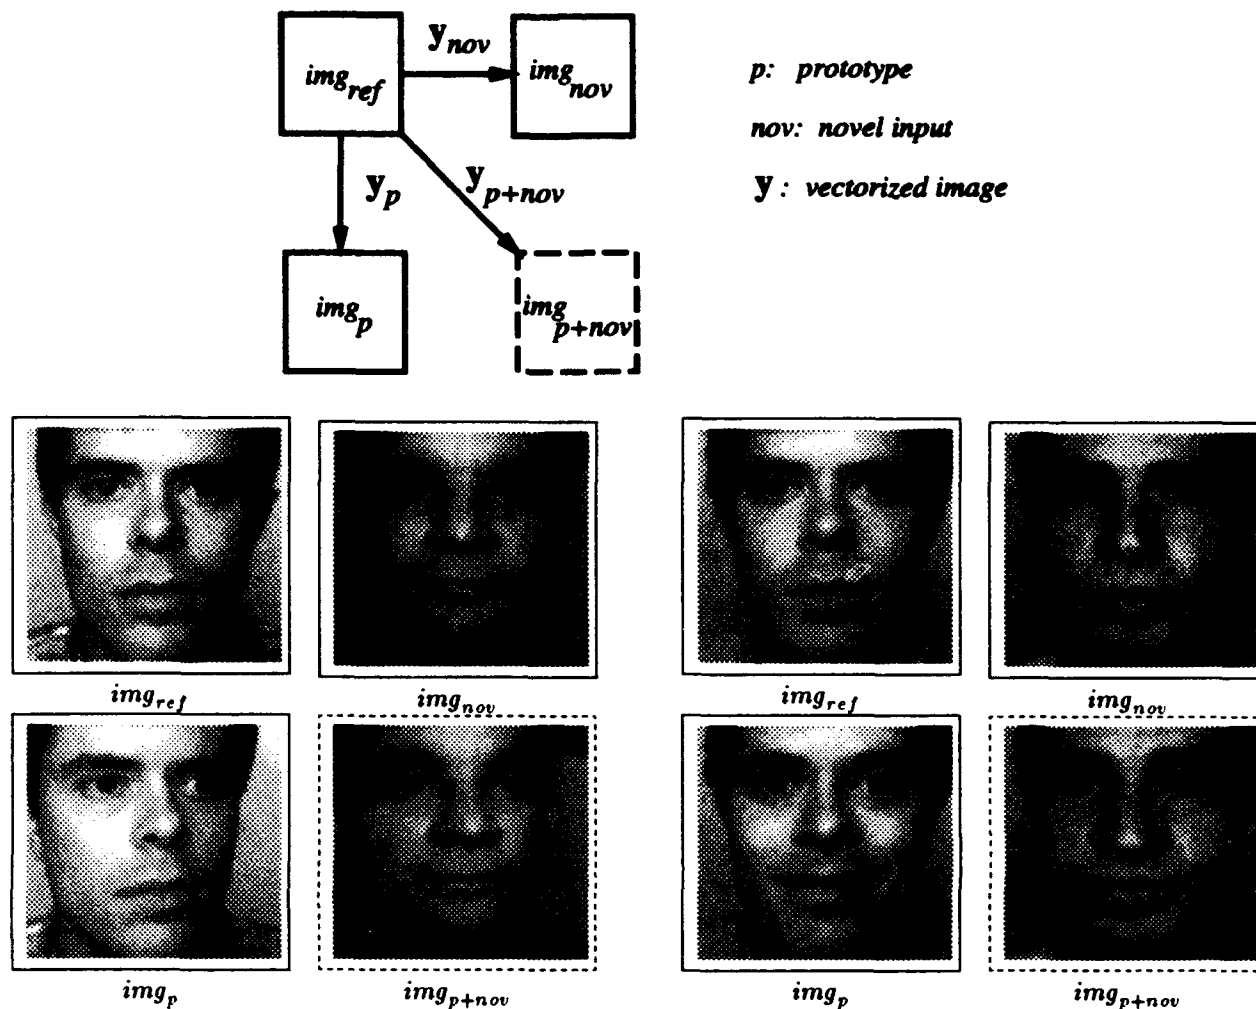 y_nov
img_ref
img_nov
p: prototype
nov: novel input
y_p
y_p+nov
y : vectorized image
img_p
img_p+nov
img_ref
img_nov
img_ref
img_nov
img_p
img_p+nov
img_p
img_p+nov